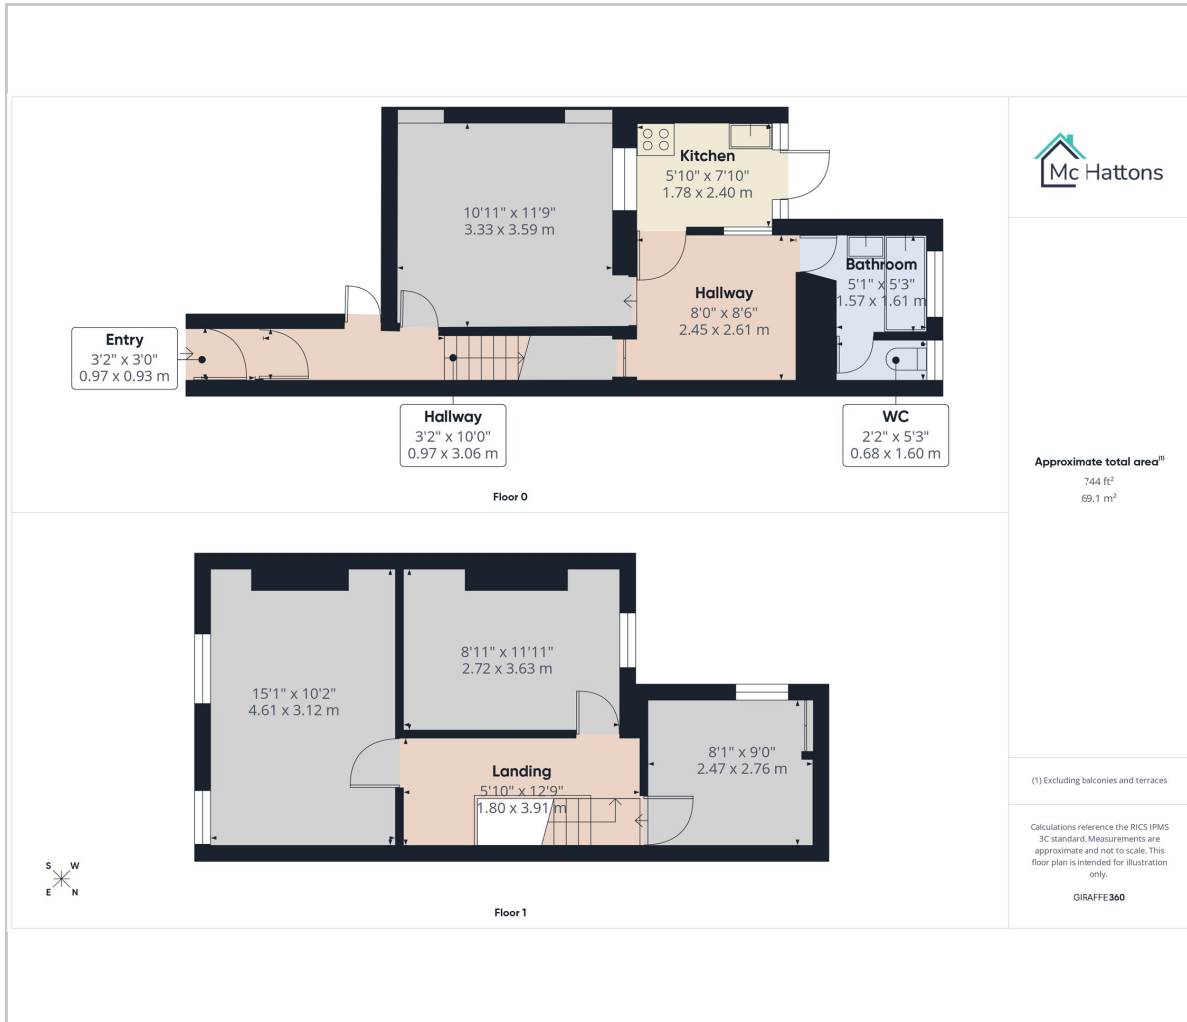 Kitchen
5'10" x 7'10"
1.78 x 2.40 m
10'11" x 11'9"
3.33 x 3.59 m
Bathroom
5'1" x 5'3"
1.57 x 1.61 m
Hallway
8'0" x 8'6"
2.45 x 2.61 m
Entry
3'2" x 3'0"
0.97 x 0.93 m
Hallway
3'2" x 10'0"
0.97 x 3.06 m
WC
2'2" x 5'3"
0.68 x 1.60 m
Floor 0
15'1" x 10'2"
4.61 x 3.12 m
8'11" x 11'11"
2.72 x 3.63 m
8'1" x 9'0"
2.47 x 2.76 m
Landing
5'10" x 12'9"
1.80 x 3.91 m
S W
E N
Floor 1
Mc Hattons
Approximate total area(1)
744 ft²
69.1 m²
(1) Excluding balconies and terraces
Calculations reference the RICS IPMS
3C standard. Measurements are
approximate and not to scale. This
floor plan is intended for illustration
only.
GIRAFFE360